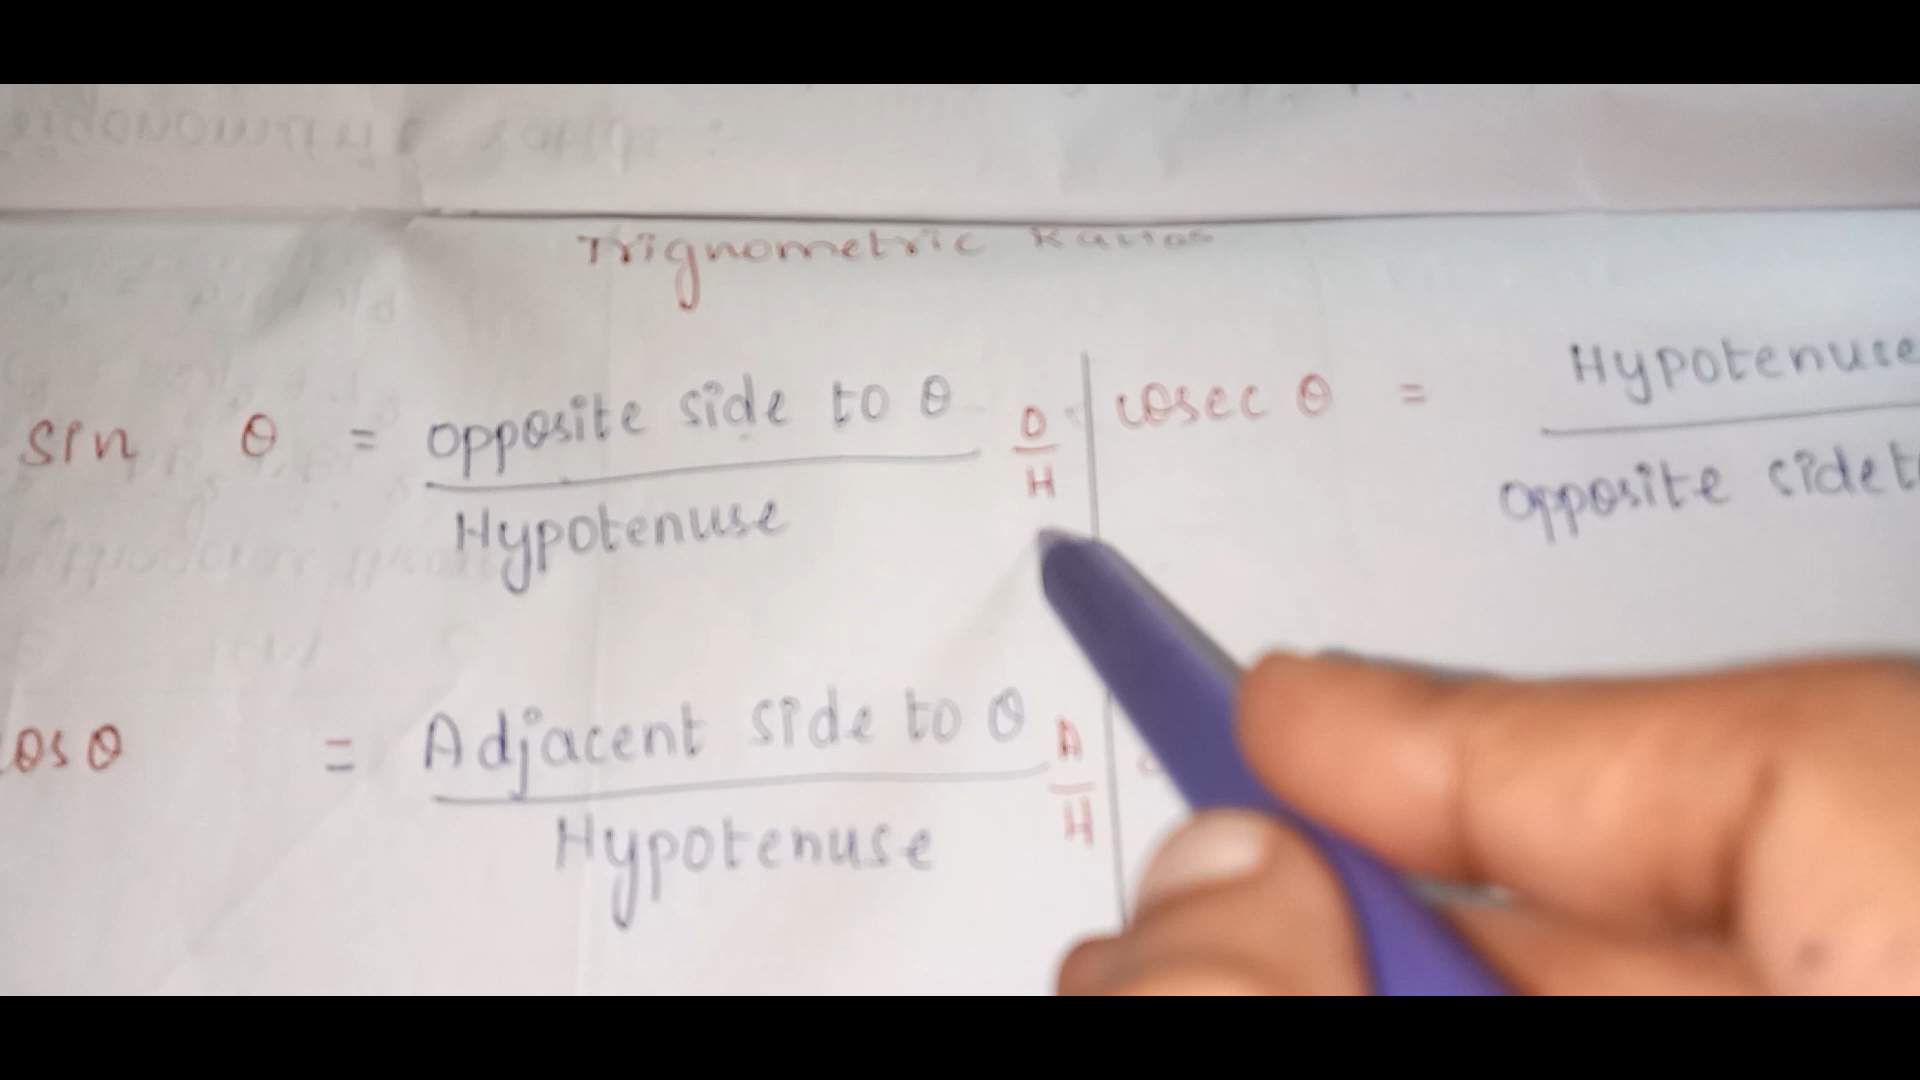 Trignometric Ratios
sin θ = opposite side to θ / Hypotenuse O/H
cosec θ = Hypotenuse / opposite side t
cos θ = Adjacent side to θ / Hypotenuse A/H